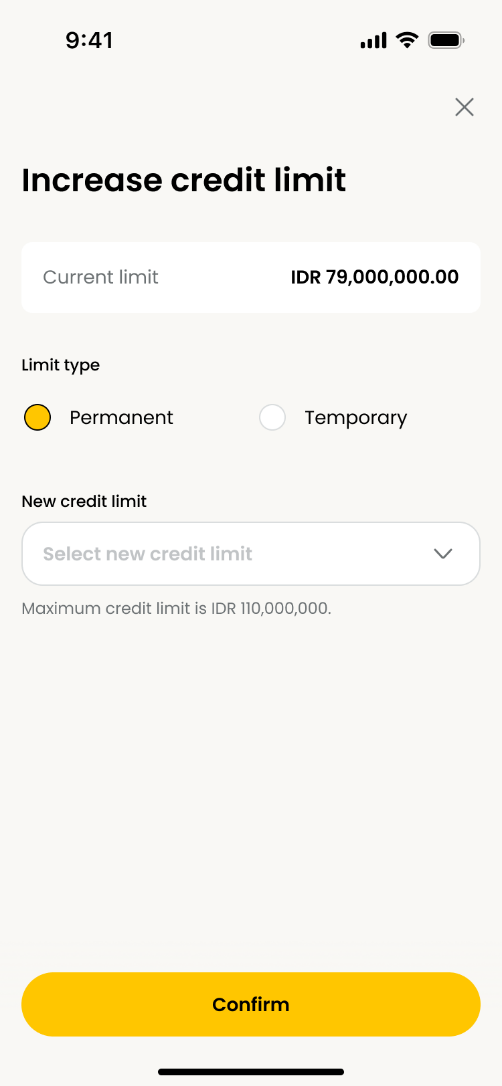 9:41
Increase credit limit
Current limit IDR 79,000,000.00
Limit type
Permanent Temporary
New credit limit
Select new credit limit
Maximum credit limit is IDR 110,000,000.
Confirm